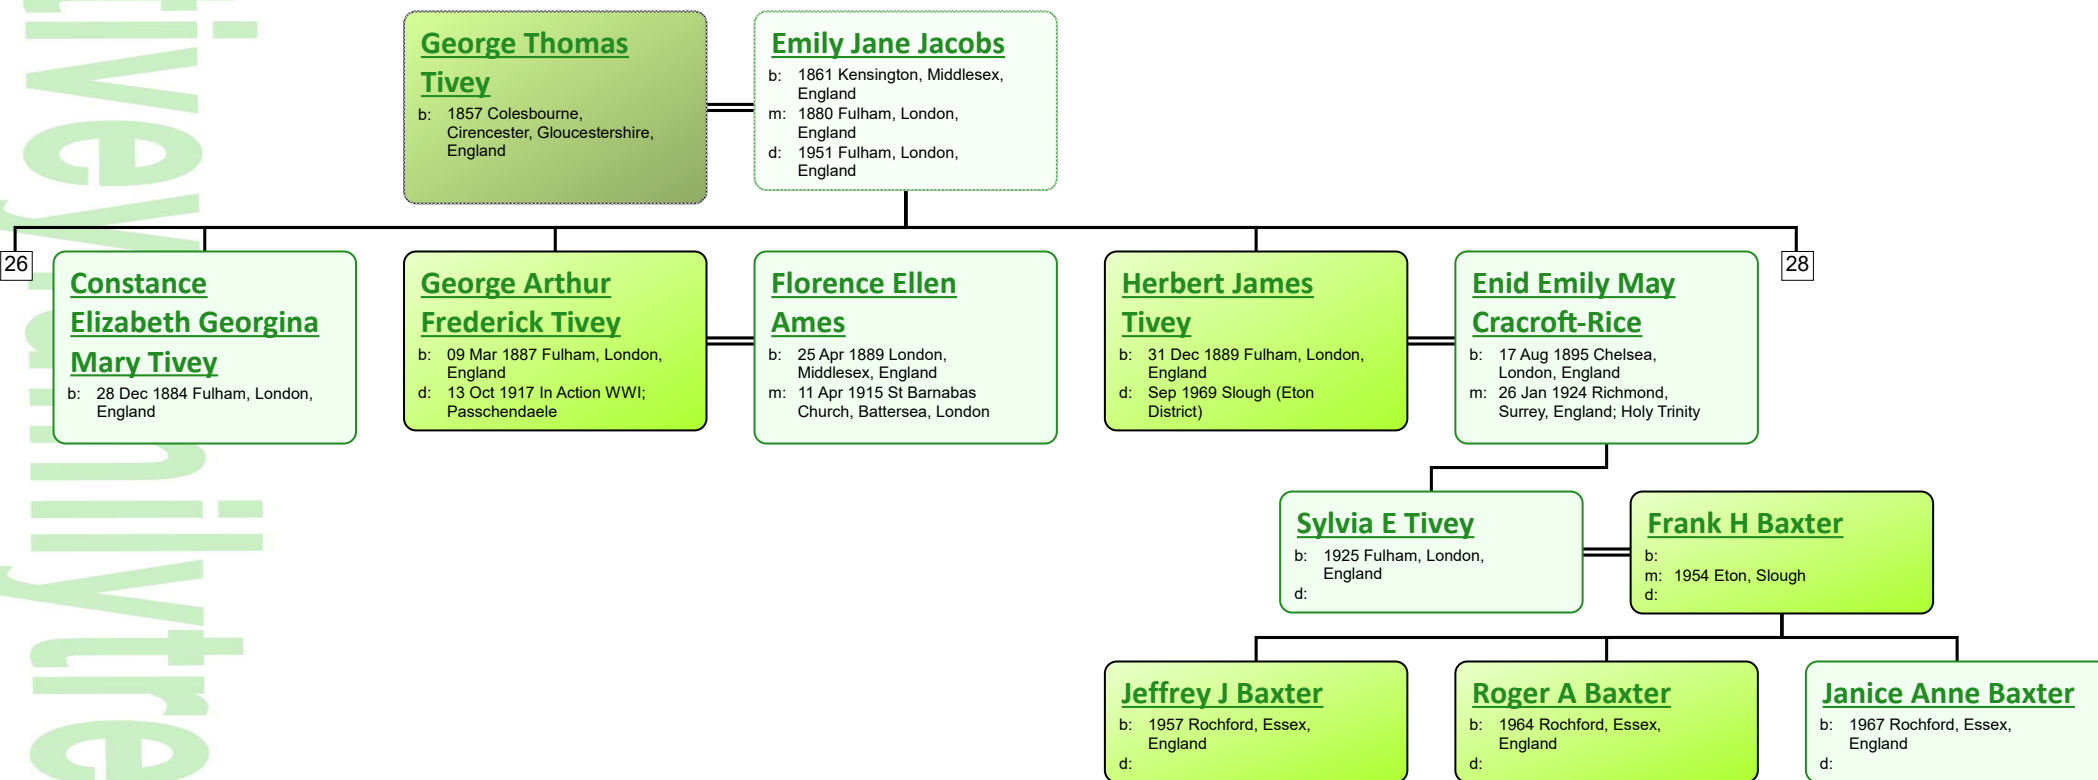 George Thomas
Tivey
b: 1857 Colesbourne,
Cirencester, Gloucestershire,
England
Emily Jane Jacobs
b: 1861 Kensington, Middlesex,
England
m: 1880 Fulham, London,
England
d: 1951 Fulham, London,
England
26
Constance
Elizabeth Georgina
Mary Tivey
b: 28 Dec 1884 Fulham, London,
England
George Arthur
Frederick Tivey
b: 09 Mar 1887 Fulham, London,
England
d: 13 Oct 1917 In Action WWI;
Passchendaele
Florence Ellen
Ames
b: 25 Apr 1889 London,
Middlesex, England
m: 11 Apr 1915 St Barnabas
Church, Battersea, London
Herbert James
Tivey
b: 31 Dec 1889 Fulham, London,
England
d: Sep 1969 Slough (Eton
District)
Enid Emily May
Cracroft-Rice
b: 17 Aug 1895 Chelsea,
London, England
m: 26 Jan 1924 Richmond,
Surrey, England; Holy Trinity
28
Sylvia E Tivey
b: 1925 Fulham, London,
England
d:
Frank H Baxter
b:
m: 1954 Eton, Slough
d:
Jeffrey J Baxter
b: 1957 Rochford, Essex,
England
d:
Roger A Baxter
b: 1964 Rochford, Essex,
England
d:
Janice Anne Baxter
b: 1967 Rochford, Essex,
England
d: